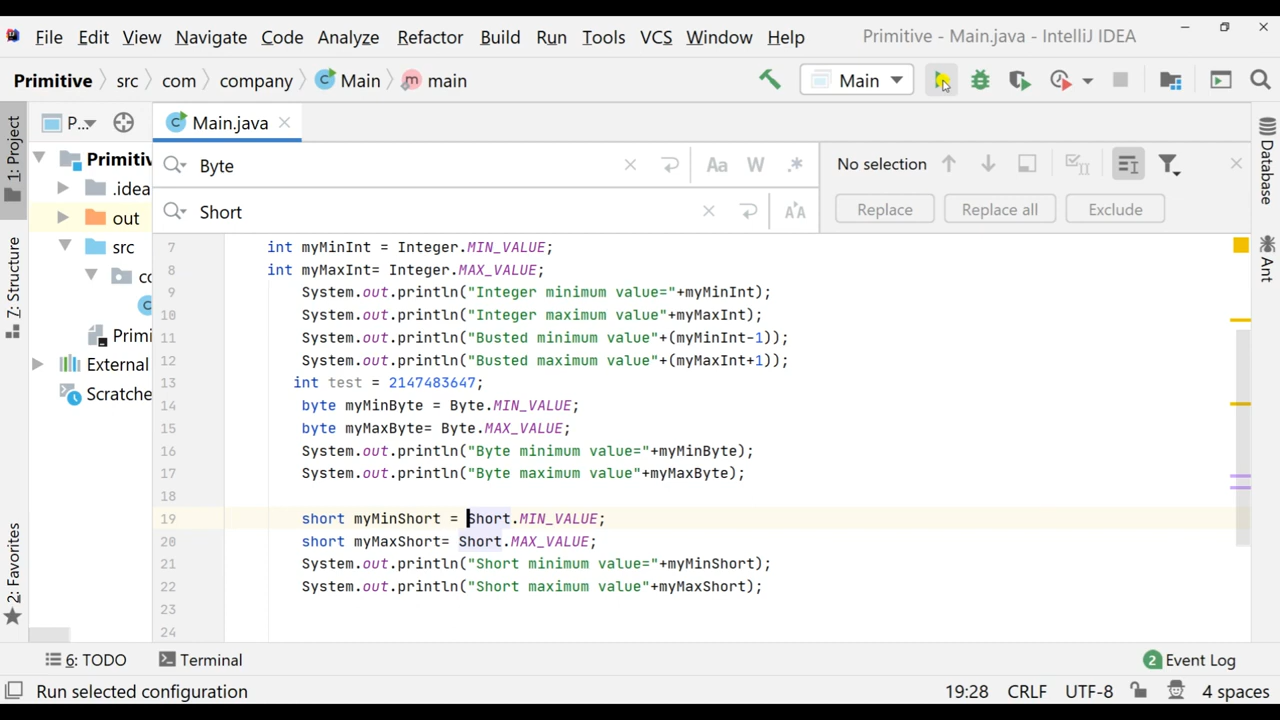 File Edit View Navigate Code Analyze Refactor Build Run Tools VCS Window Help Primitive - Main.java - IntelliJ IDEA
Primitive src com company Main main Main
1: Project
P... Main.java
Byte
Aa W .*
No selection
Short
Replace Replace all Exclude
Primitiv
.idea
out
src
co
Primi
External
Scratche
7: Structure
2: Favorites
7 int myMinInt = Integer.MIN_VALUE;
8 int myMaxInt= Integer.MAX_VALUE;
9 System.out.println("Integer minimum value="+myMinInt);
10 System.out.println("Integer maximum value"+myMaxInt);
11 System.out.println("Busted minimum value"+(myMinInt-1));
12 System.out.println("Busted maximum value"+(myMaxInt+1));
13 int test = 2147483647;
14 byte myMinByte = Byte.MIN_VALUE;
15 byte myMaxByte= Byte.MAX_VALUE;
16 System.out.println("Byte minimum value="+myMinByte);
17 System.out.println("Byte maximum value"+myMaxByte);
18
19 short myMinShort = Short.MIN_VALUE;
20 short myMaxShort= Short.MAX_VALUE;
21 System.out.println("Short minimum value="+myMinShort);
22 System.out.println("Short maximum value"+myMaxShort);
23
24
Database
Ant
6: TODO Terminal 2 Event Log
Run selected configuration 19:28 CRLF UTF-8 4 spaces